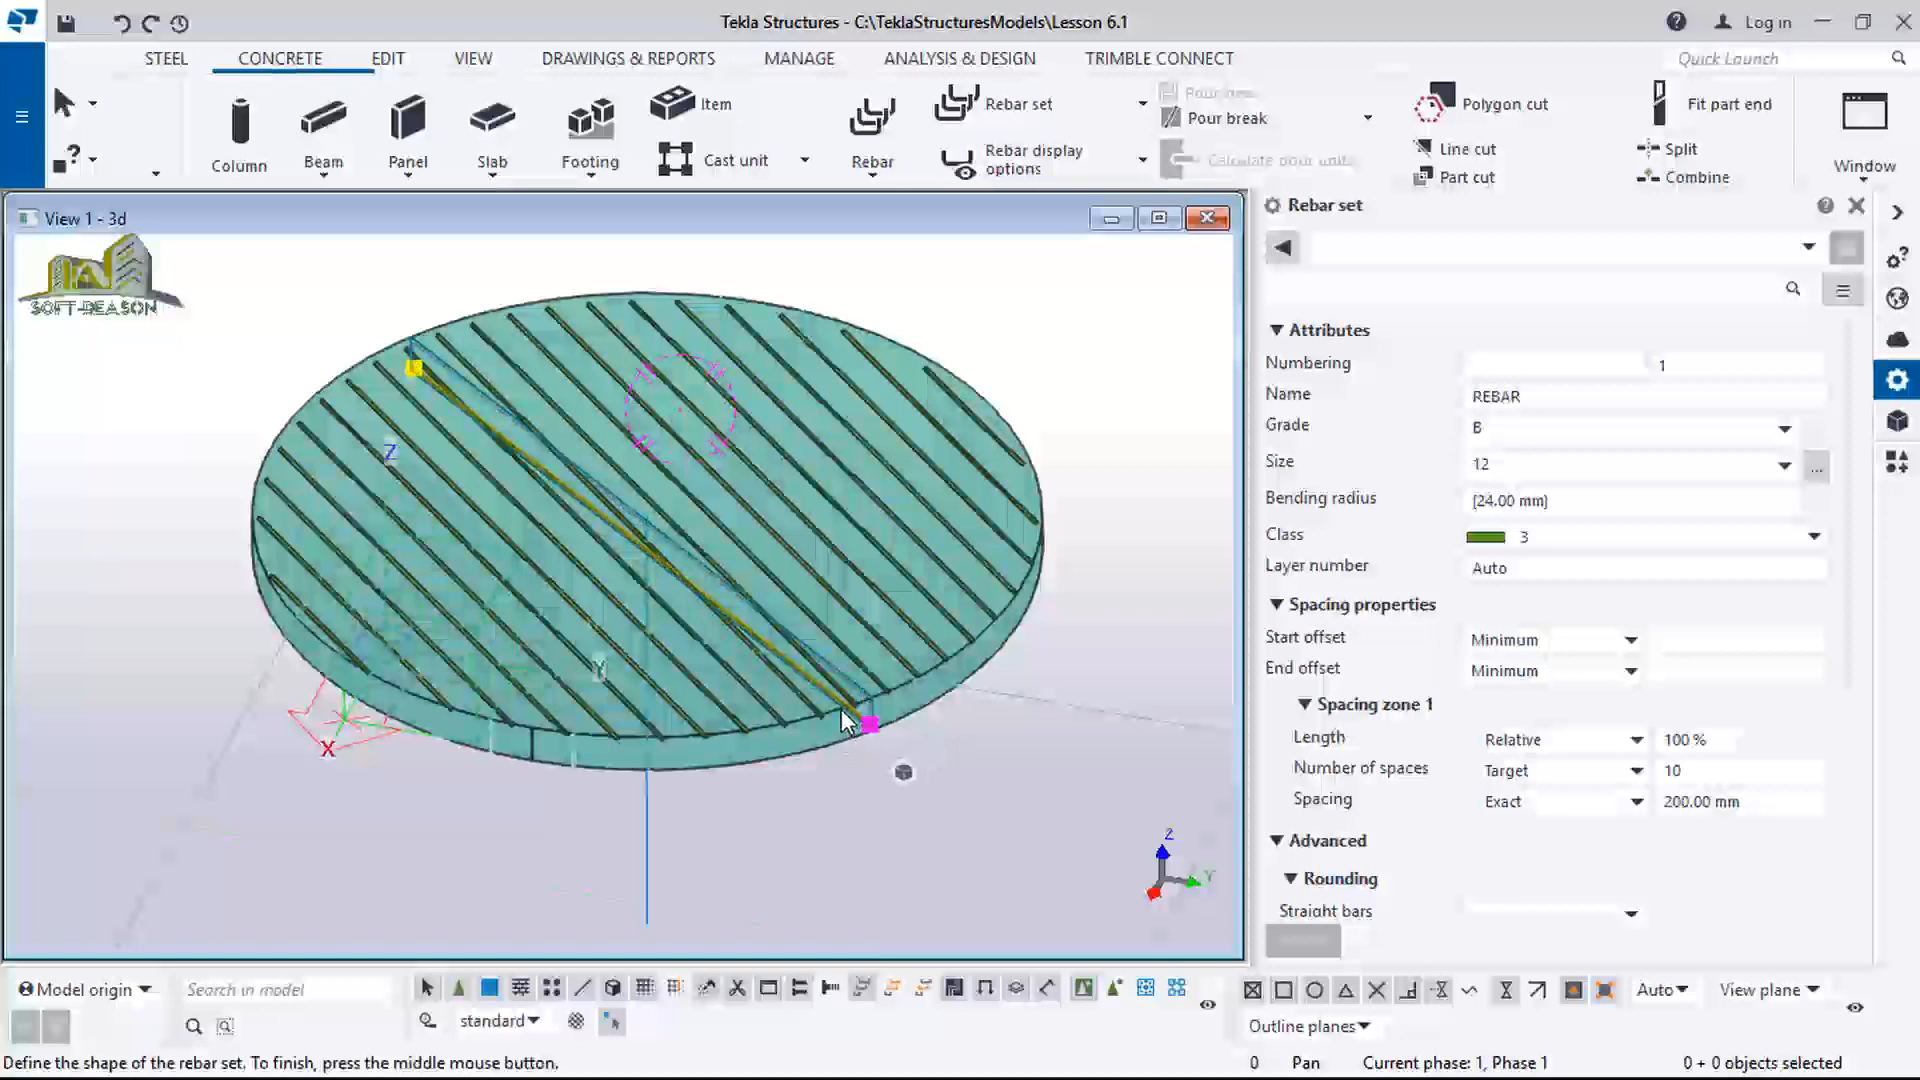 Tekla Structures - C:\TeklaStructuresModels\Lesson 6.1
Log in
STEEL CONCRETE EDIT VIEW DRAWINGS & REPORTS MANAGE ANALYSIS & DESIGN TRIMBLE CONNECT
Quick Launch
Column
Beam
Panel
Slab
Footing
Item
Cast unit
Rebar
Rebar set
Rebar display options
Pour break
Calculate pour units
Polygon cut
Line cut
Part cut
Fit part end
Split
Combine
Window
View 1 - 3d
SOFT-DEASON
Z
Y
X
Z
Y
Rebar set
Attributes
Numbering 1
Name REBAR
Grade B
Size 12 ...
Bending radius [24.00 mm]
Class 3
Layer number Auto
Spacing properties
Start offset Minimum
End offset Minimum
Spacing zone 1
Length Relative 100 %
Number of spaces Target 10
Spacing Exact 200.00 mm
Advanced
Rounding
Straight bars
Model origin
Search in model
standard
Auto
View plane
Outline planes
Define the shape of the rebar set. To finish, press the middle mouse button.
0 Pan Current phase: 1, Phase 1 0 + 0 objects selected